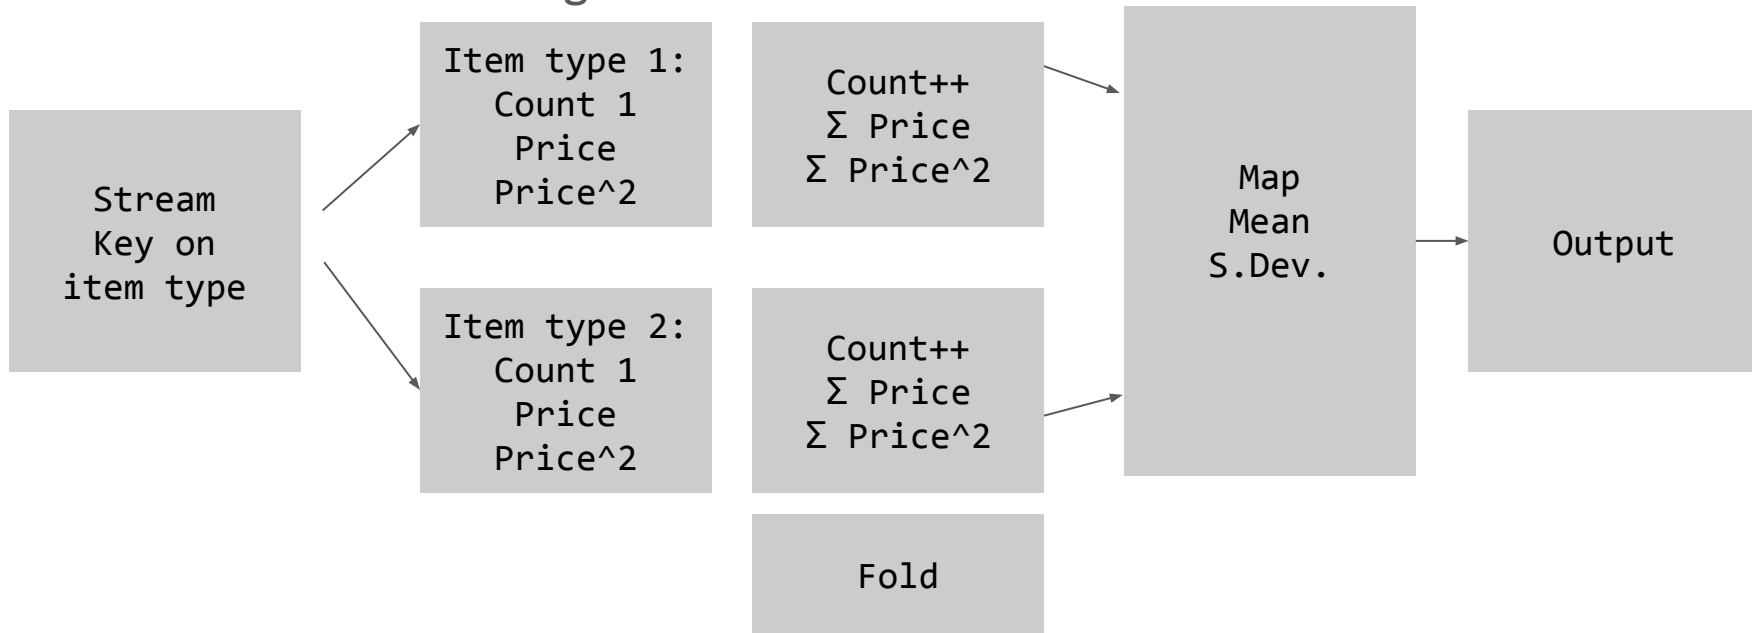 Stream
Key on
item type
Item type 1:
Count 1
Price
Price^2
Item type 2:
Count 1
Price
Price^2
Count++
Σ Price
Σ Price^2
Count++
Σ Price
Σ Price^2
Fold
Map
Mean
S.Dev.
Output